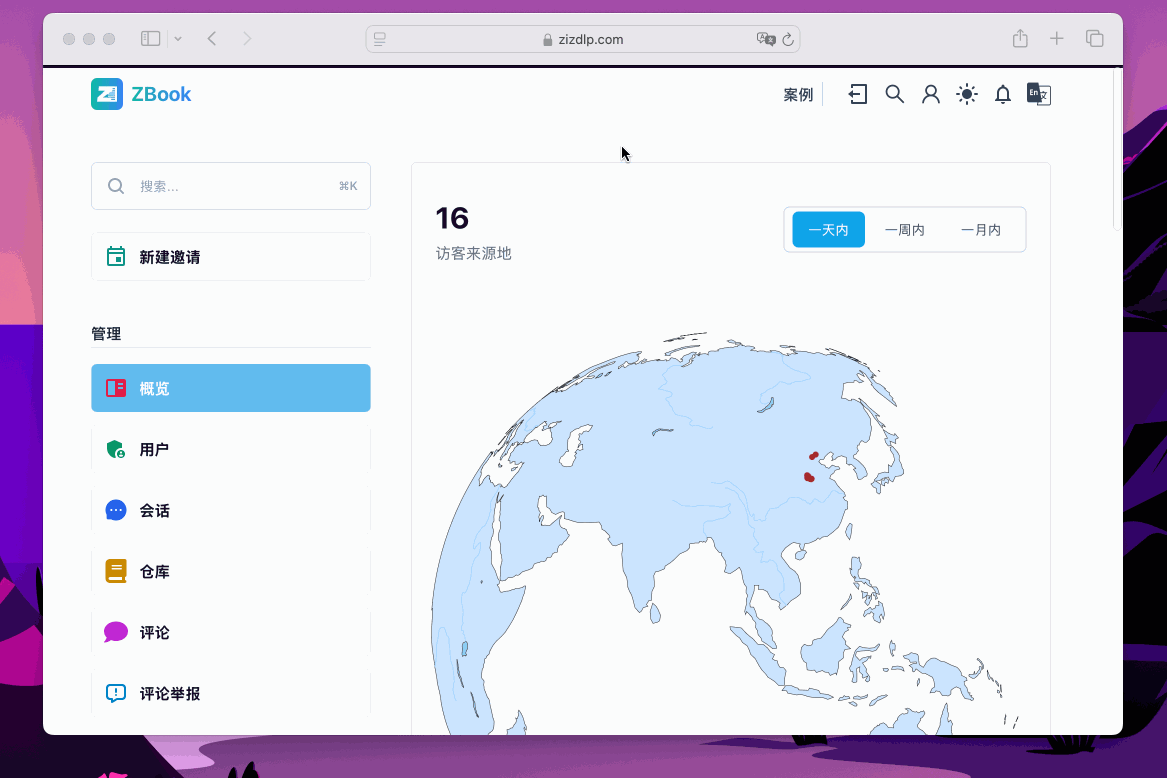 zizdlp.com
ZBook
案例
En 文
搜索... ⌘K
新建邀请
管理
概览
用户
会话
仓库
评论
评论举报
16
访客来源地
一天内 一周内 一月内